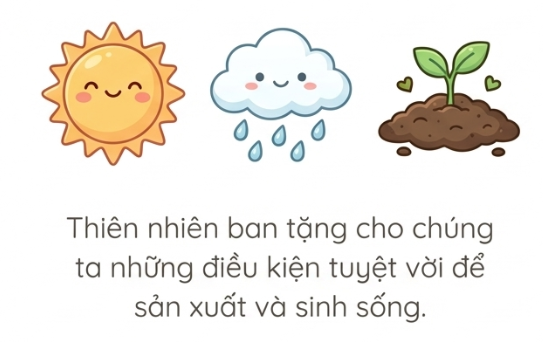 Thiên nhiên ban tặng cho chúng
ta những điều kiện tuyệt vời để
sản xuất và sinh sống.